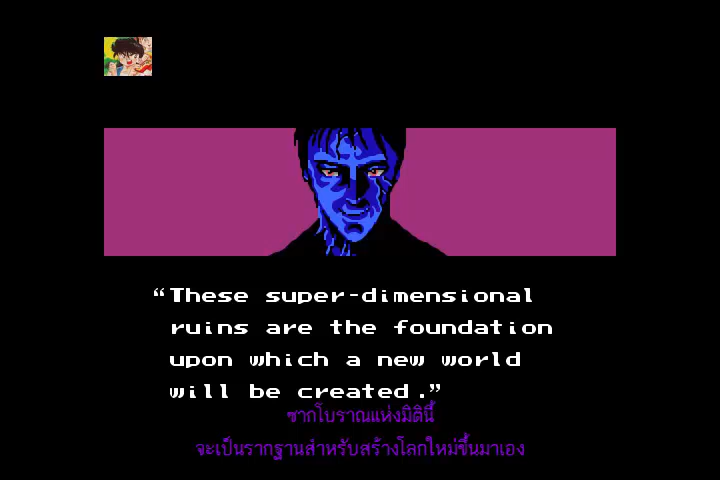 “These super-dimensional
ruins are the foundation
upon which a new world
will be created.”
ซากโบราณแห่งมิตินี้
จะเป็นรากฐานสำหรับสร้างโลกใหม่ขึ้นมาเอง